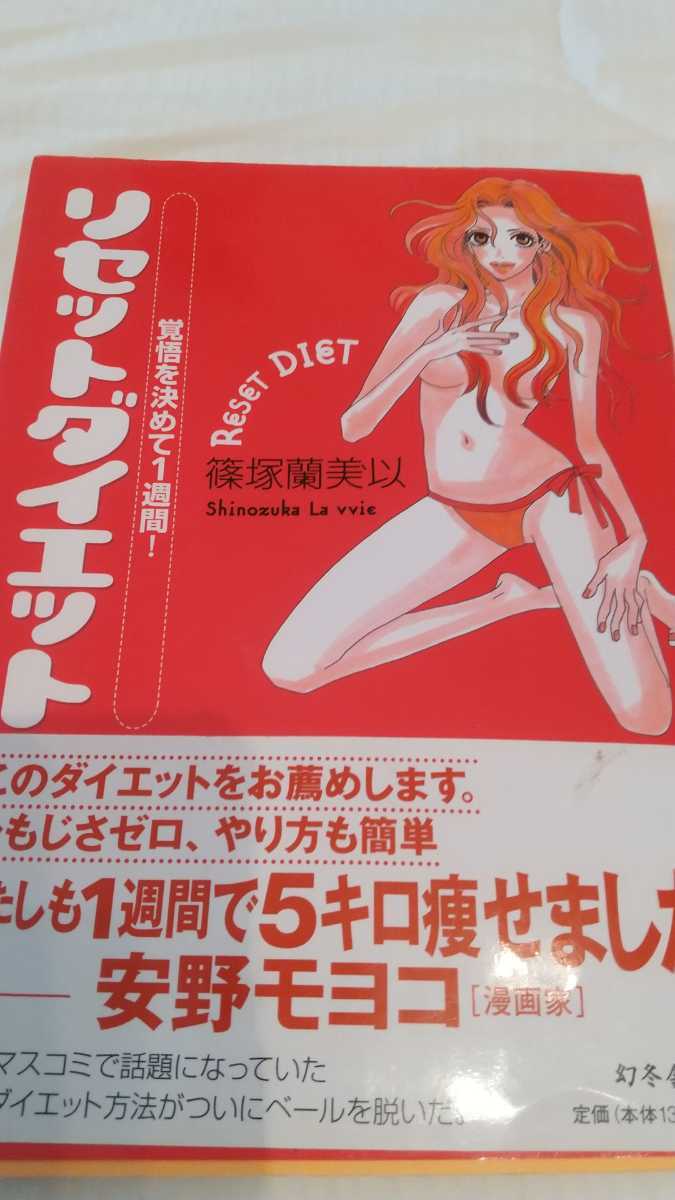 リセットダイエット
覚悟を決めて1週間!
RESET DIET
篠塚蘭美以
Shinozuka La vvie
このダイエットをお薦めします。
もじさゼロ、やり方も簡単
たしも1週間で5キロ痩せました
安野モヨコ[漫画家]
マスコミで話題になっていた
ダイエット方法がついにベールを脱いだ。
幻冬舎
定価(本体13